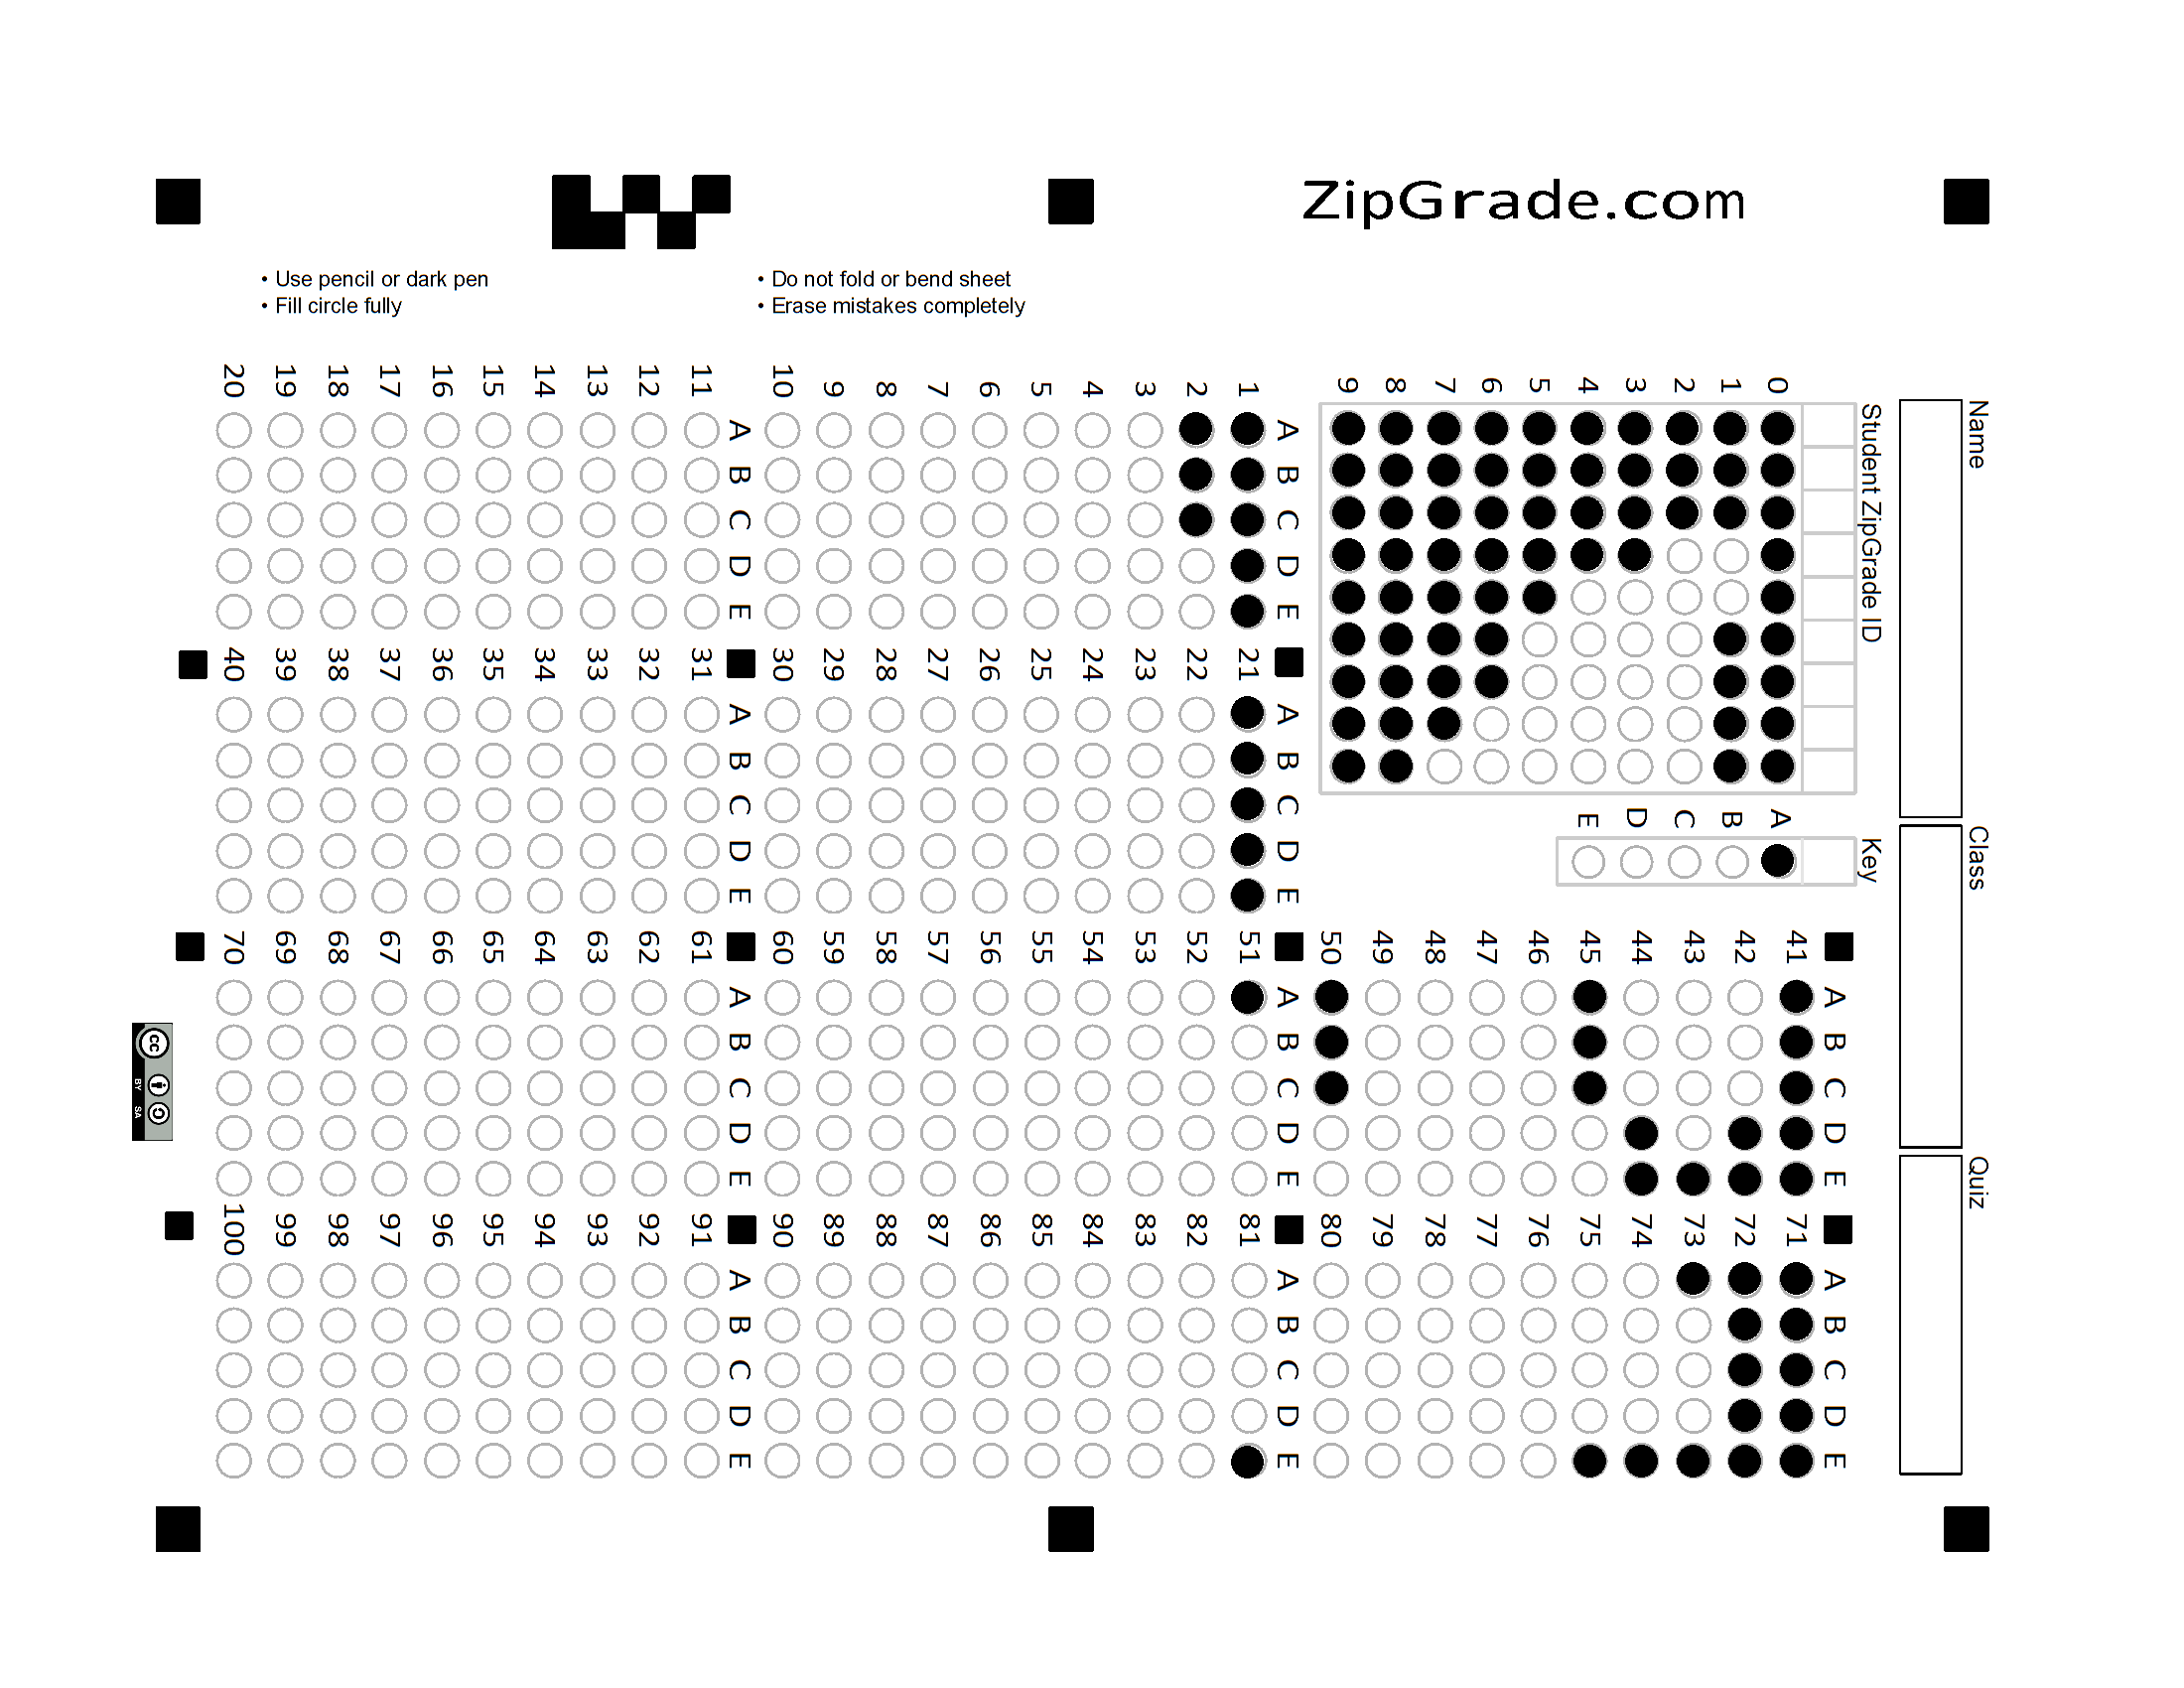 ZipGrade.com
• Use pencil or dark pen
• Fill circle fully
• Do not fold or bend sheet
• Erase mistakes completely
Name
Class
Quiz
Student ZipGrade ID
0 1 2 3 4 5 6 7 8 9
Key
A B C D E
1 2 3 4 5 6 7 8 9 10
A B C D E
11 12 13 14 15 16 17 18 19 20
A B C D E
21 22 23 24 25 26 27 28 29 30
A B C D E
31 32 33 34 35 36 37 38 39 40
A B C D E
41 42 43 44 45 46 47 48 49 50
A B C D E
51 52 53 54 55 56 57 58 59 60
A B C D E
61 62 63 64 65 66 67 68 69 70
A B C D E
71 72 73 74 75 76 77 78 79 80
A B C D E
81 82 83 84 85 86 87 88 89 90
A B C D E
91 92 93 94 95 96 97 98 99 100
A B C D E
cc
BY SA